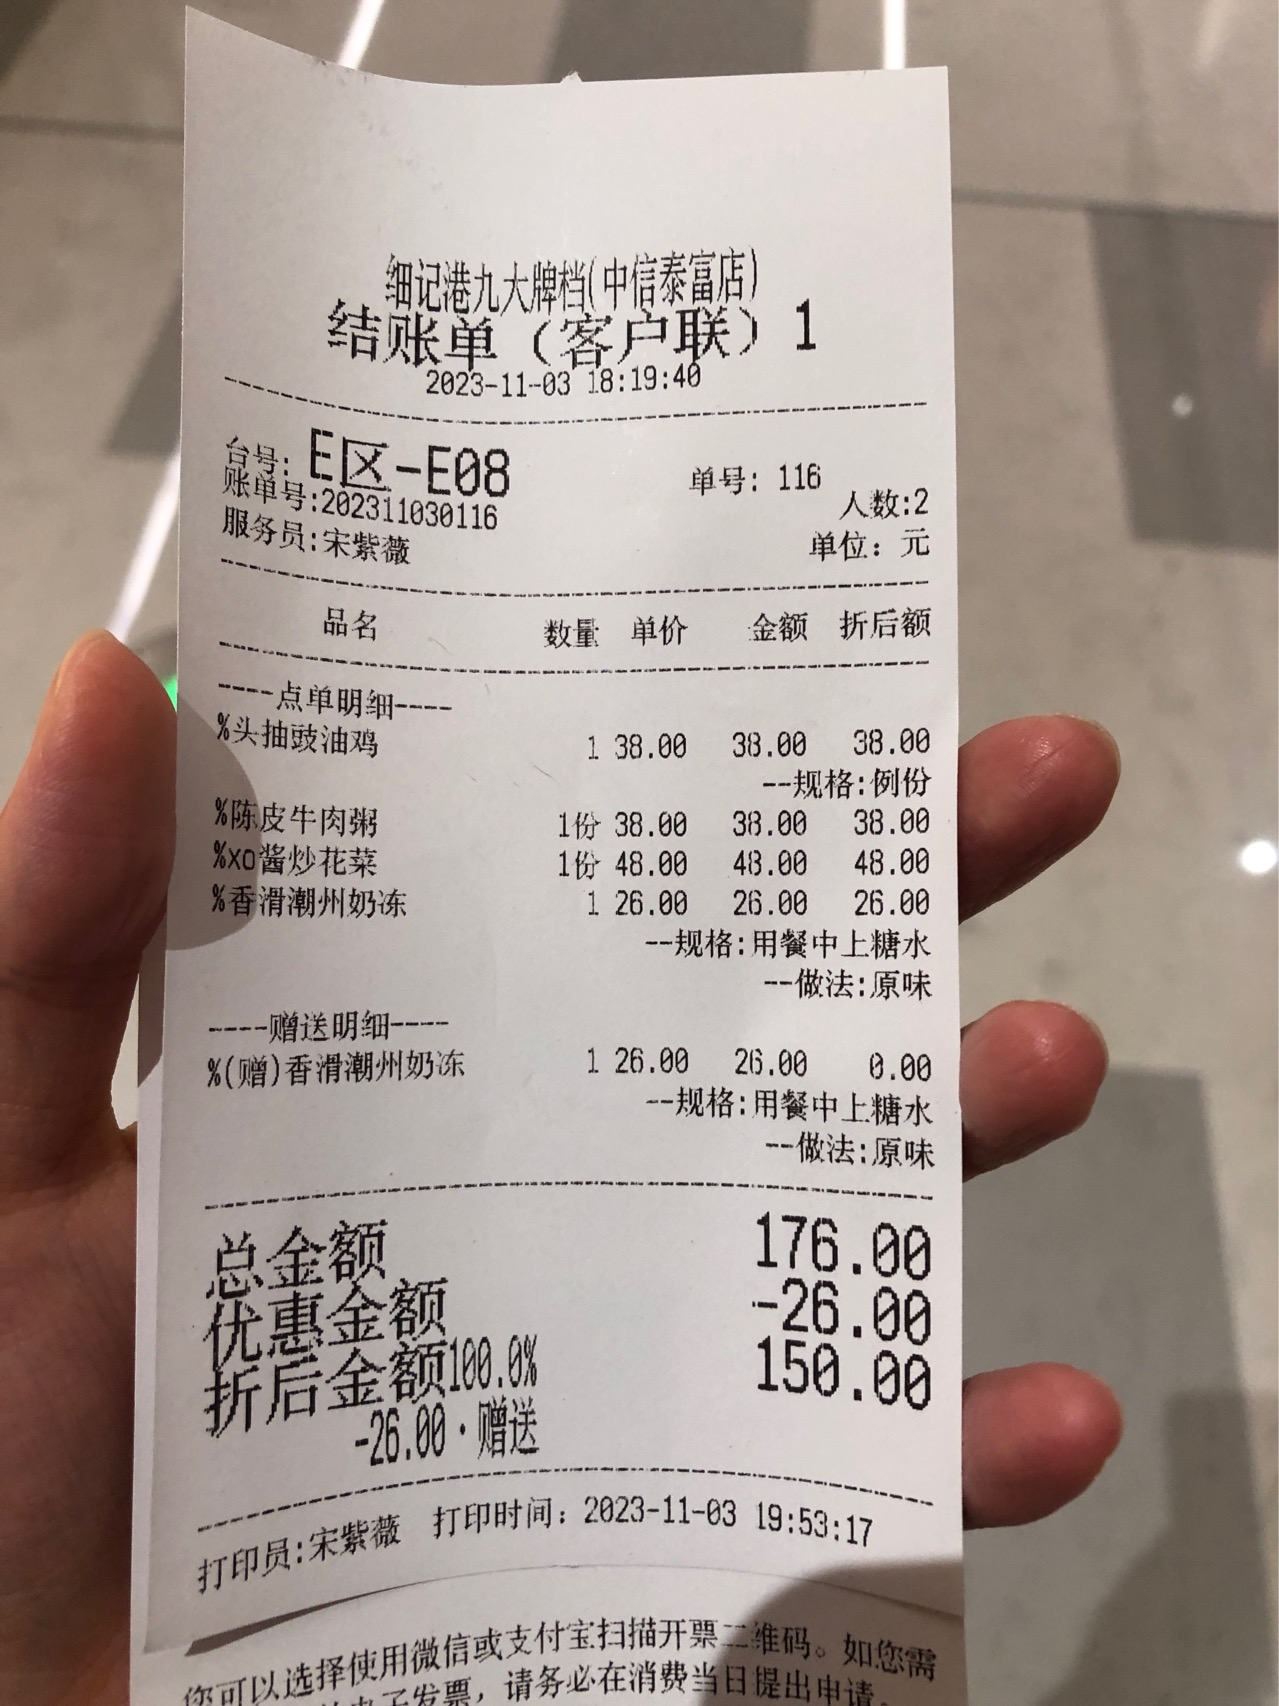 细记港九大牌档(中信泰富店)
结账单（客户联）1
2023-11-03 18:19:40
台号: E区-E08 单号: 116
账单号:202311030116 人数:2
服务员:宋紫薇 单位: 元
品名 数量 单价 金额 折后额
----点单明细----
%头抽豉油鸡 1 38.00 38.00 38.00
--规格:例份
%陈皮牛肉粥 1份 38.00 38.00 38.00
%xo酱炒花菜 1份 48.00 48.00 48.00
%香滑潮州奶冻 1 26.00 26.00 26.00
--规格:用餐中上糖水
--做法:原味
----赠送明细----
%(赠)香滑潮州奶冻 1 26.00 26.00 0.00
--规格:用餐中上糖水
--做法:原味
总金额 176.00
优惠金额 -26.00
折后金额100.0% 150.00
-26.00·赠送
打印员:宋紫薇 打印时间: 2023-11-03 19:53:17
您可以选择使用微信或支付宝扫描开票二维码。如您需
电子发票，请务必在消费当日提出申请。